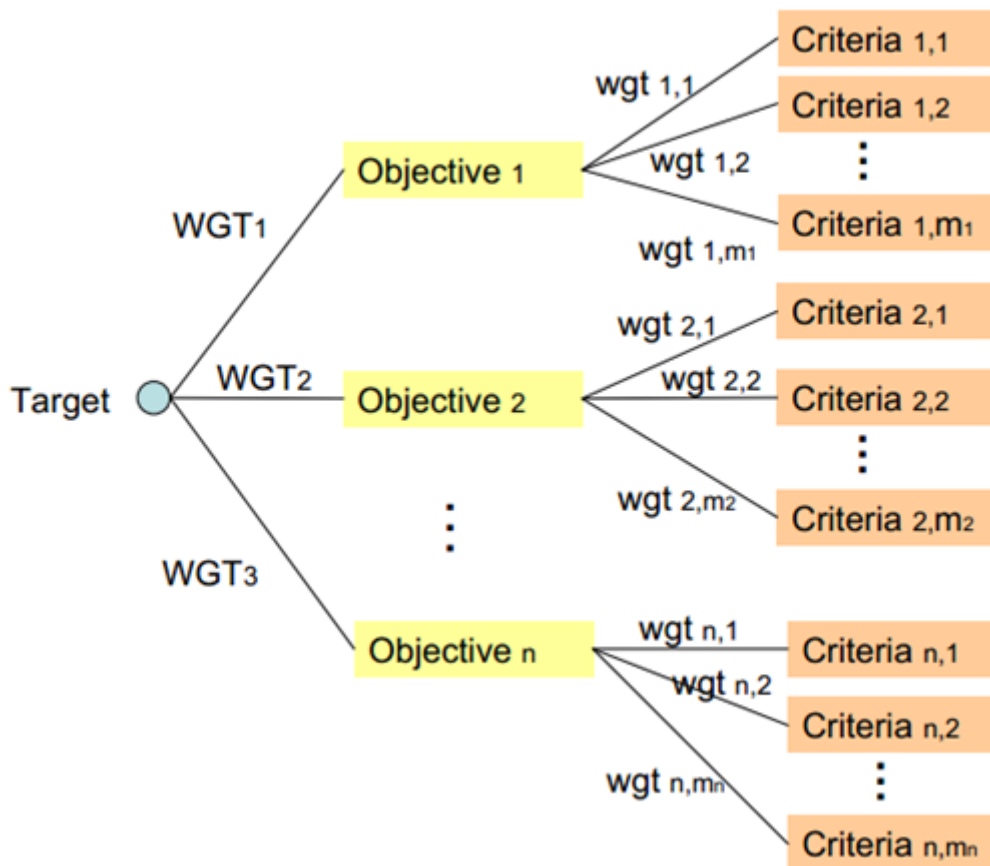 Criteria 1,1
wgt 1,1
Criteria 1,2
Objective 1
wgt 1,2
⋮
Criteria 1,m1
WGT1
wgt 1,m1
Criteria 2,1
wgt 2,1
Target
WGT2
Objective 2
wgt 2,2
Criteria 2,2
⋮
wgt 2,m2
Criteria 2,m2
⋮
WGT3
Objective n
wgt n,1
Criteria n,1
wgt n,2
Criteria n,2
⋮
wgt n,mn
Criteria n,mn